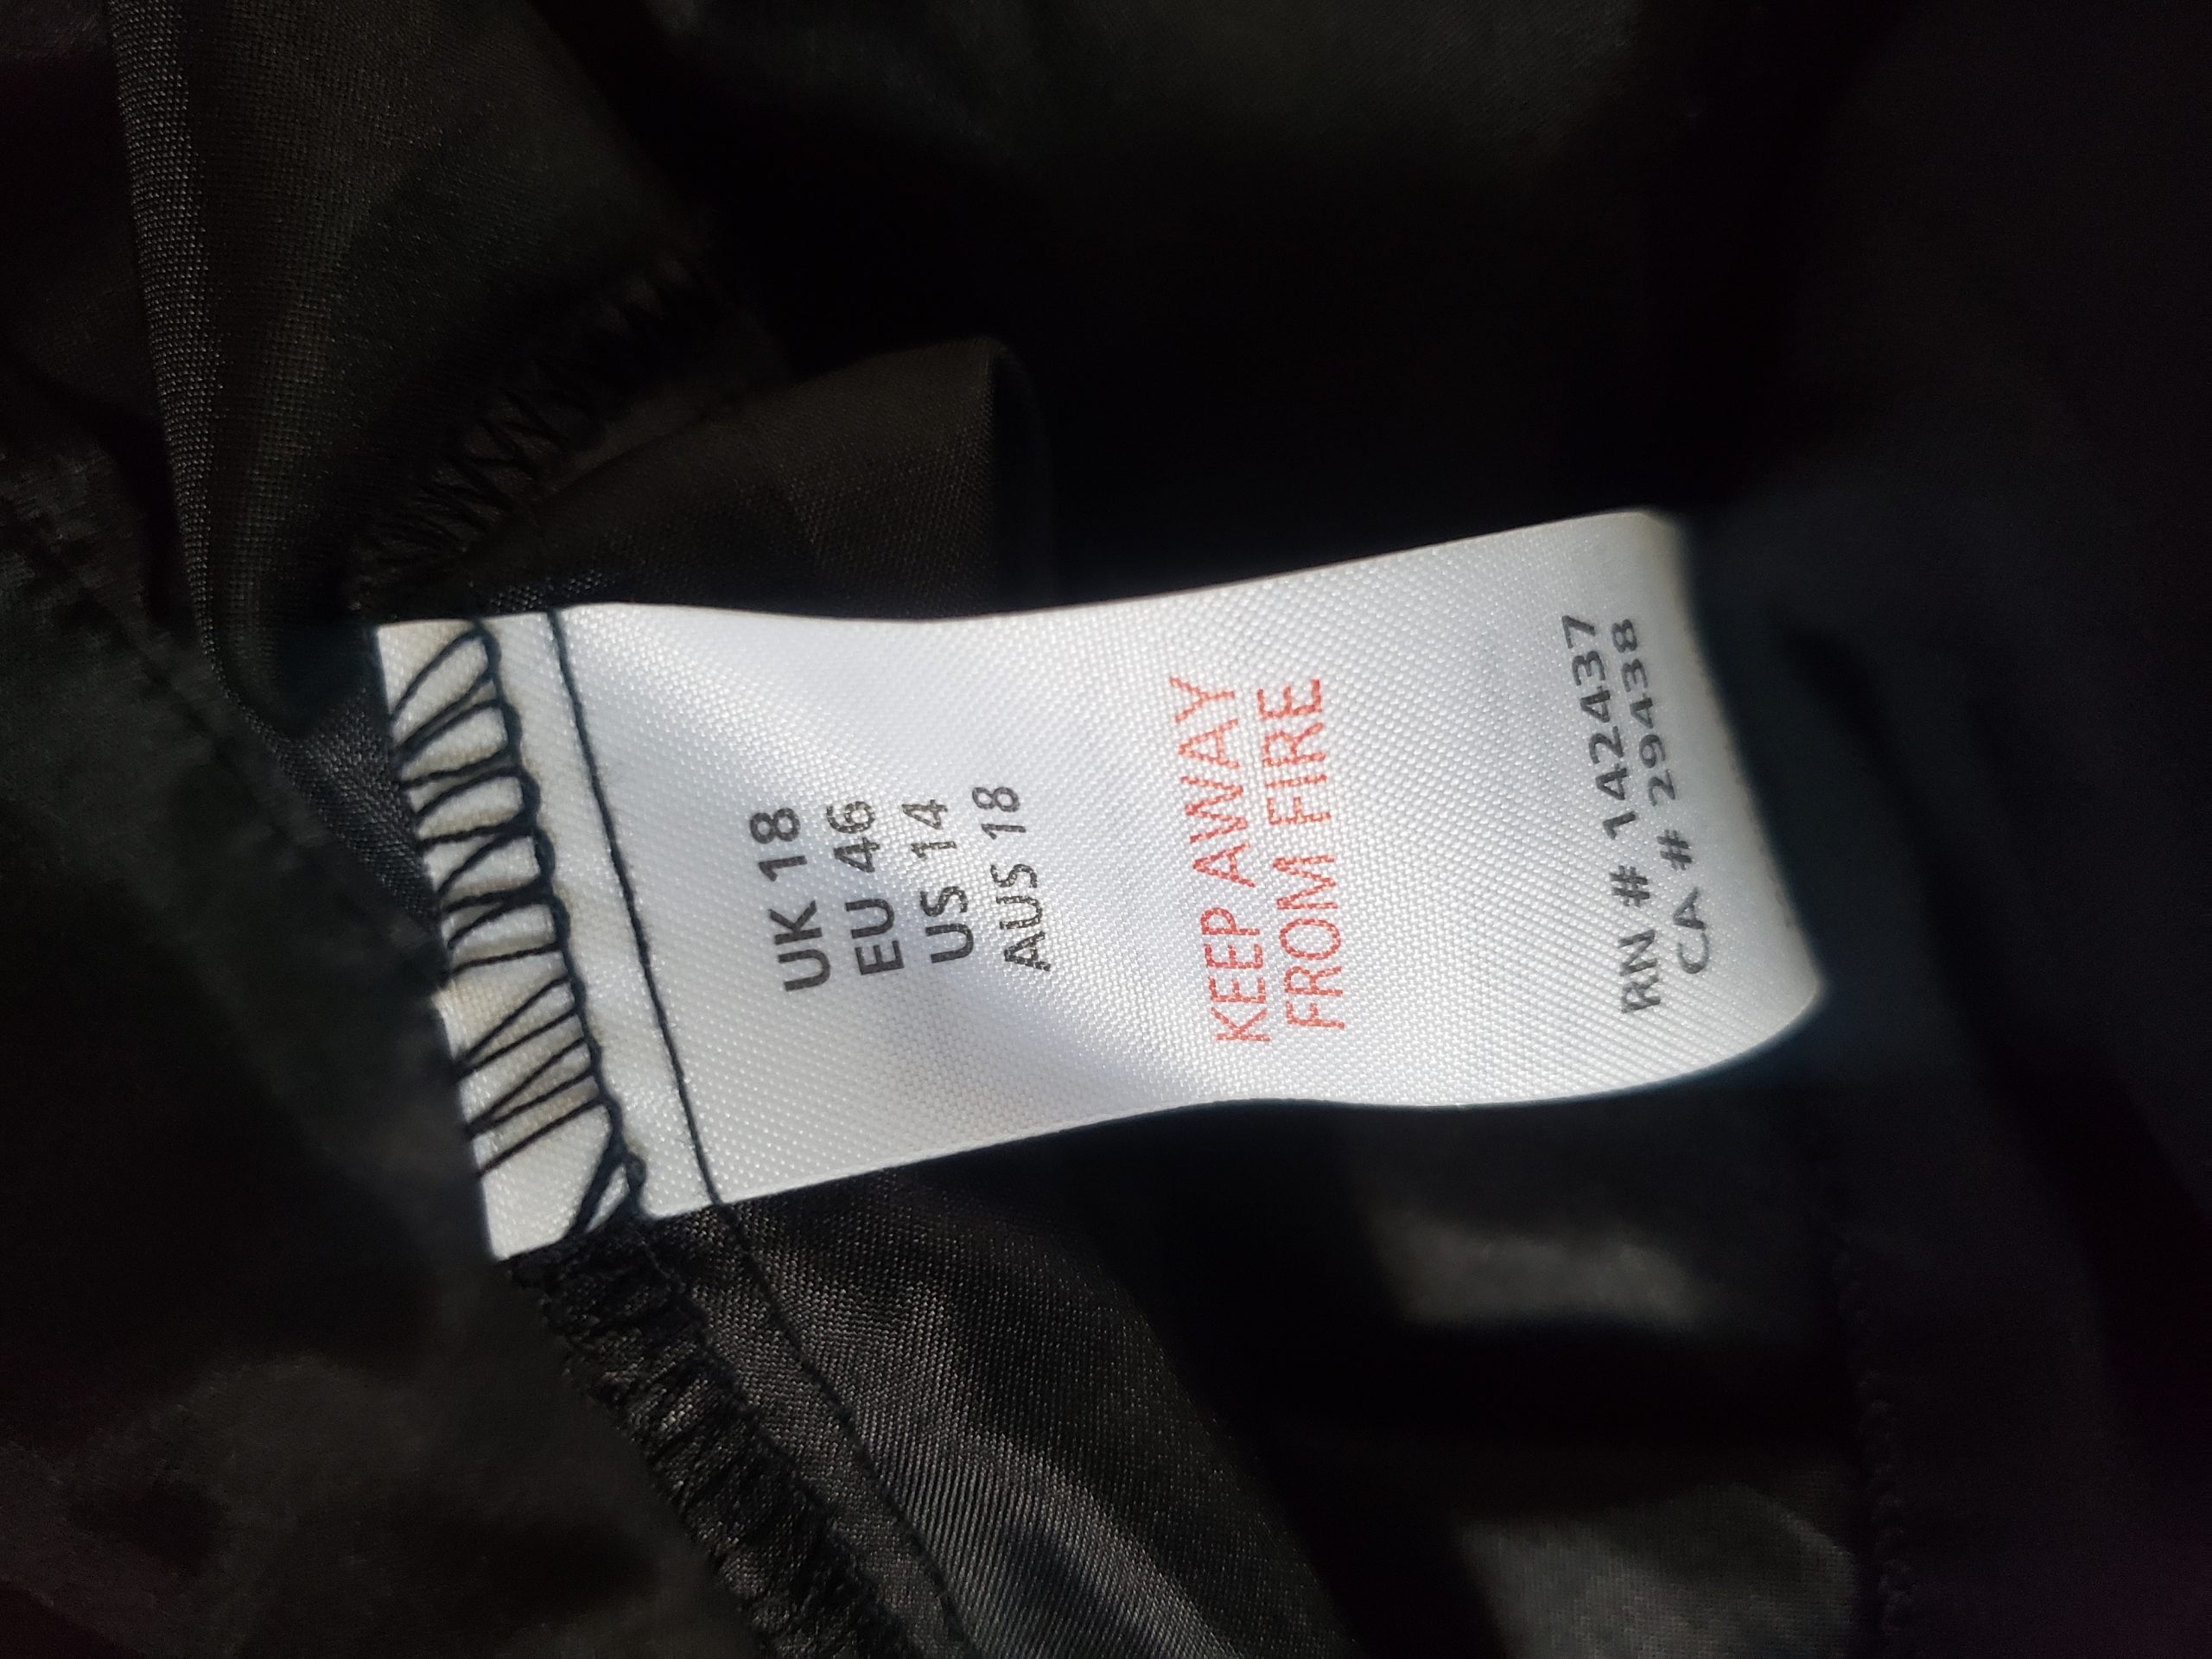 UK 18
EU 46
US 14
AUS 18
KEEP AWAY
FROM FIRE
RN # 142437
CA # 29438